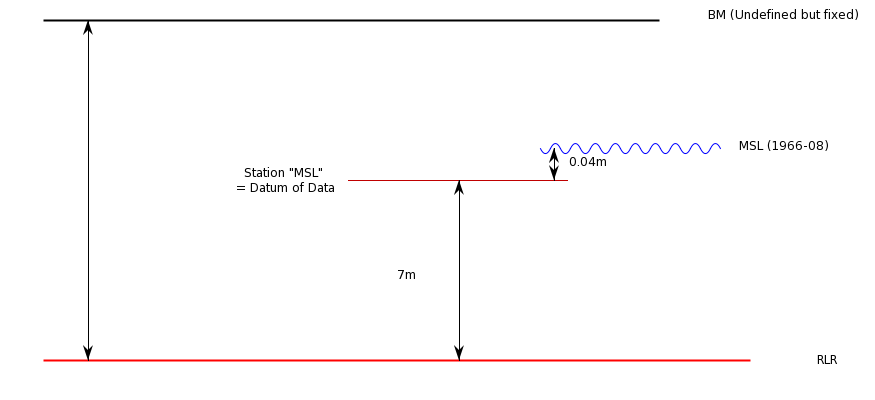 BM (Undefined but fixed)
MSL (1966-08)
0.04m
Station "MSL"
= Datum of Data
7m
RLR